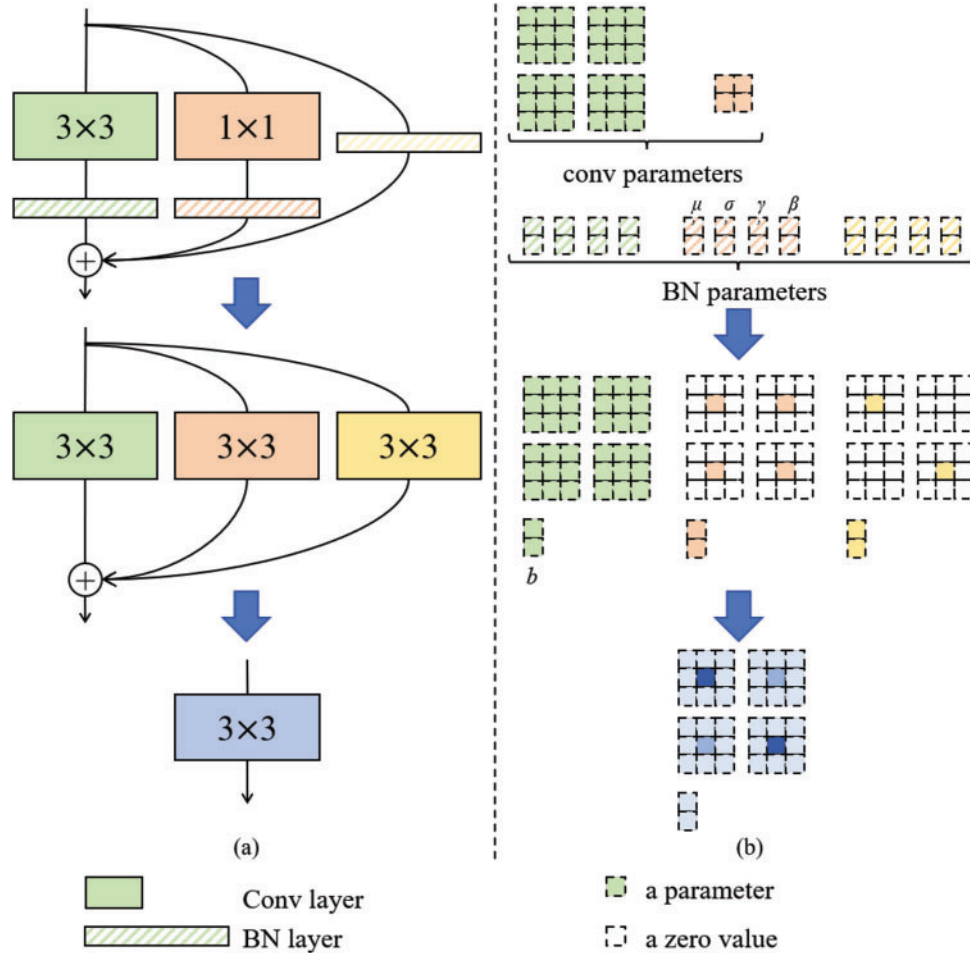 3×3
1×1
+
3×3
3×3
3×3
+
3×3
(a)
conv parameters
μ σ γ β
BN parameters
b
(b)
Conv layer
BN layer
a parameter
a zero value